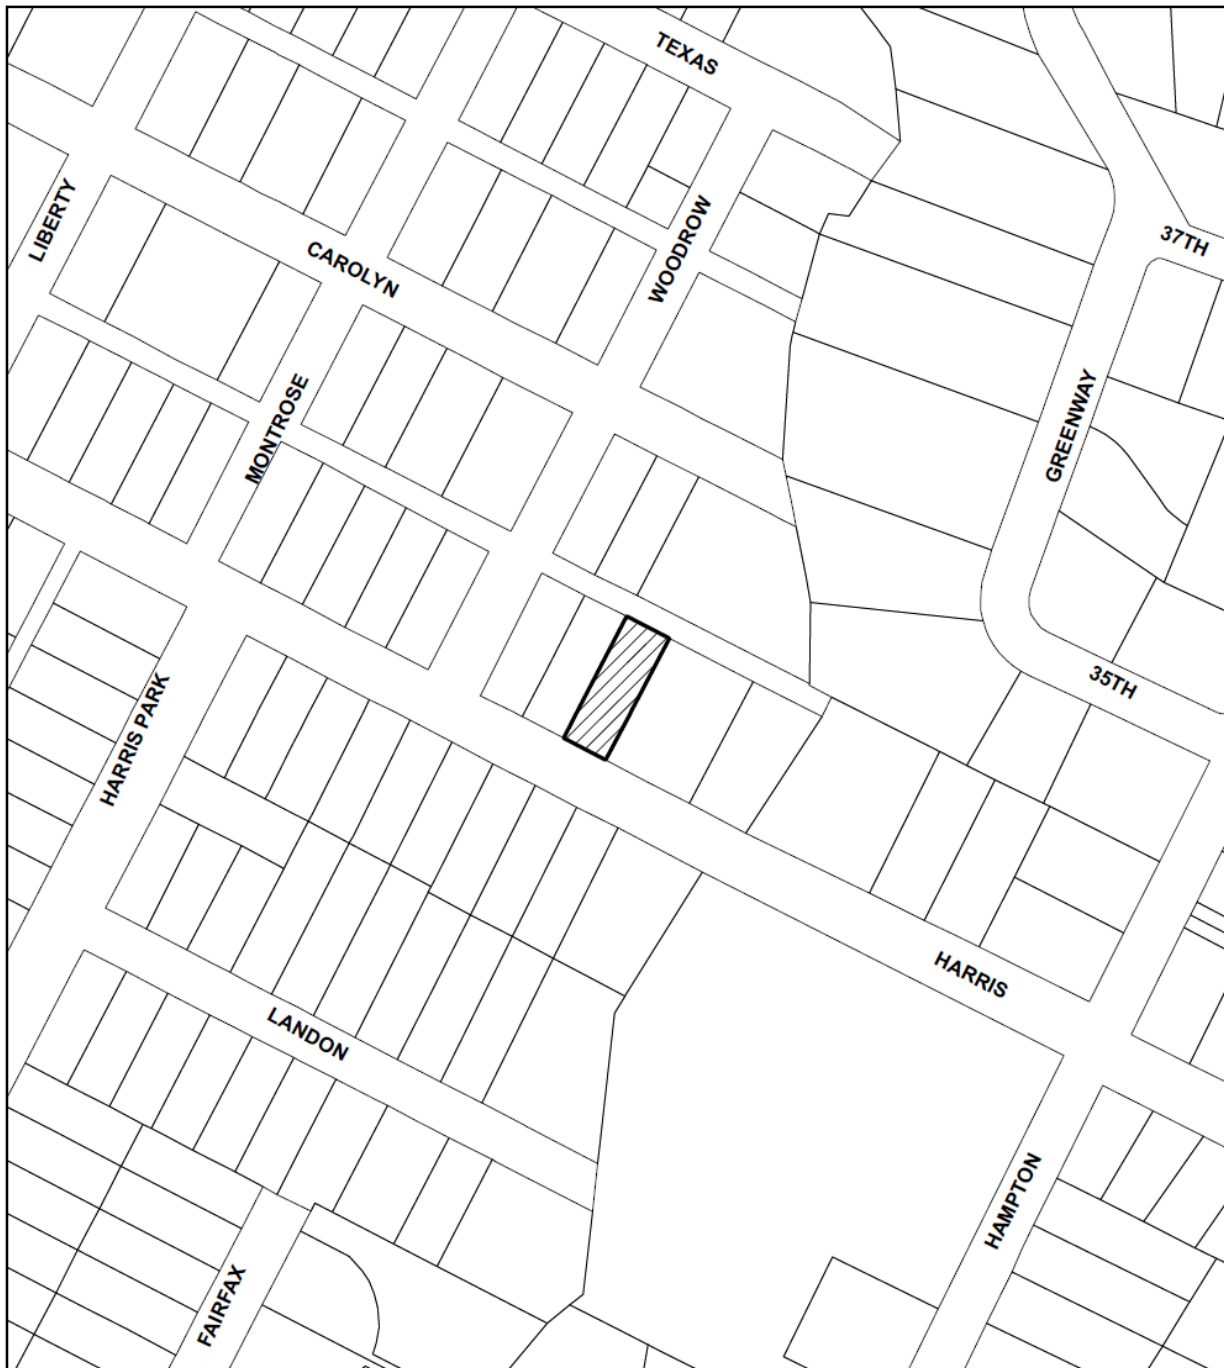 TEXAS
LIBERTY
WOODROW
37TH
CAROLYN
MONTROSE
GREENWAY
35TH
HARRIS PARK
HARRIS
LANDON
HAMPTON
FAIRFAX